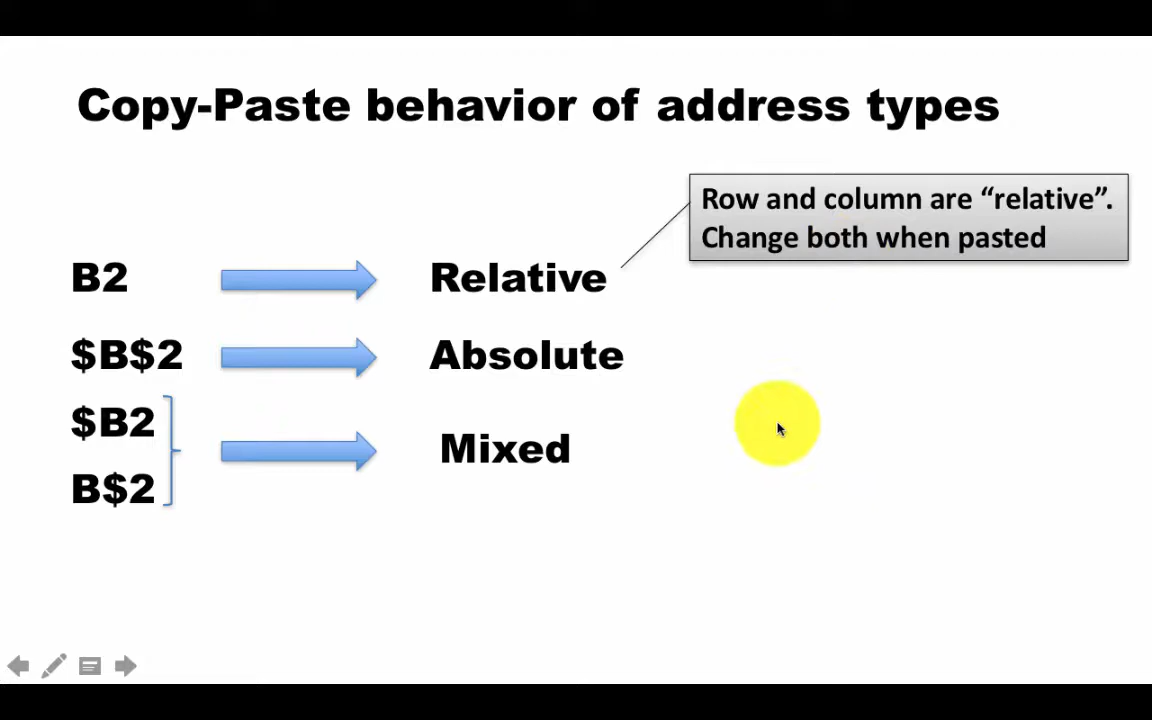 Copy-Paste behavior of address types
Row and column are “relative”.
Change both when pasted
B2
Relative
$B$2
Absolute
$B2
Mixed
B$2